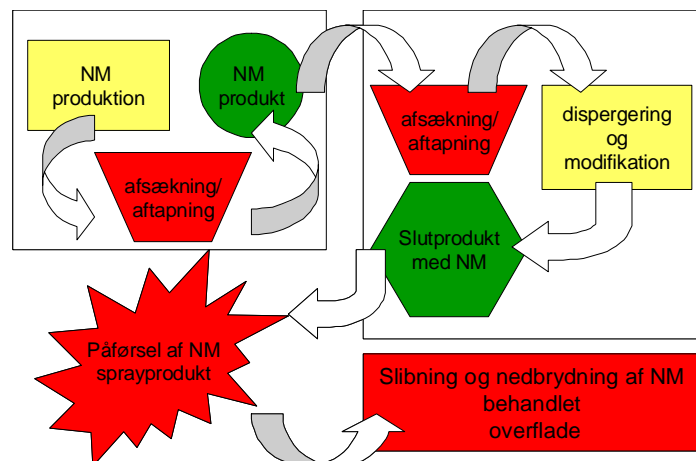 NM
produktion
NM
produkt
afsækning/
aftapning
afsækning/
aftapning
dispergering
og
modifikation
Slutprodukt
med NM
Påførsel af NM
sprayprodukt
Slibning og nedbrydning af NM
behandlet
overflade